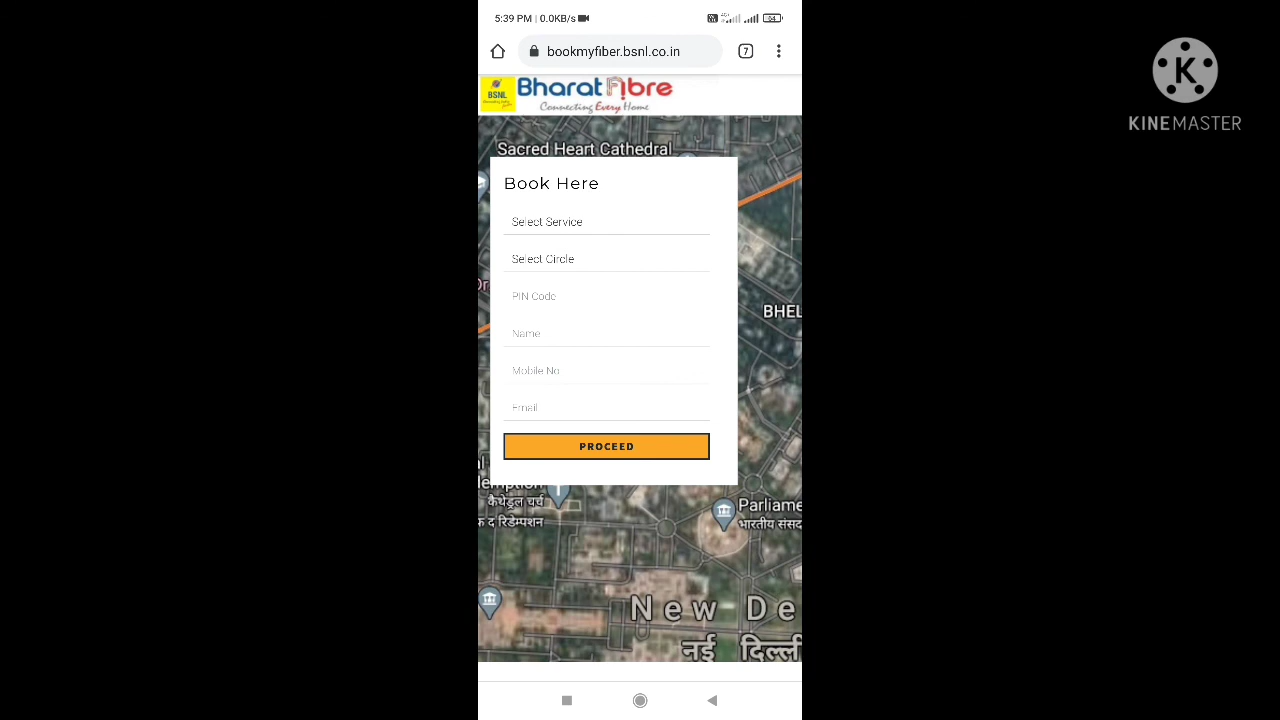 5:39 PM | 0.0KB/s
64
bookmyfiber.bsnl.co.in
7
BSNL
Bharat Fibre
Connecting Every Home
K
KINEMASTER
Sacred Heart Cathedral
Book Here
Select Service
Select Circle
PIN Code
BHEL
Name
Mobile No
Email
PROCEED
कैथेड्रल चर्च
Parliame
भारतीय संसद
New De
नई दिल्ली